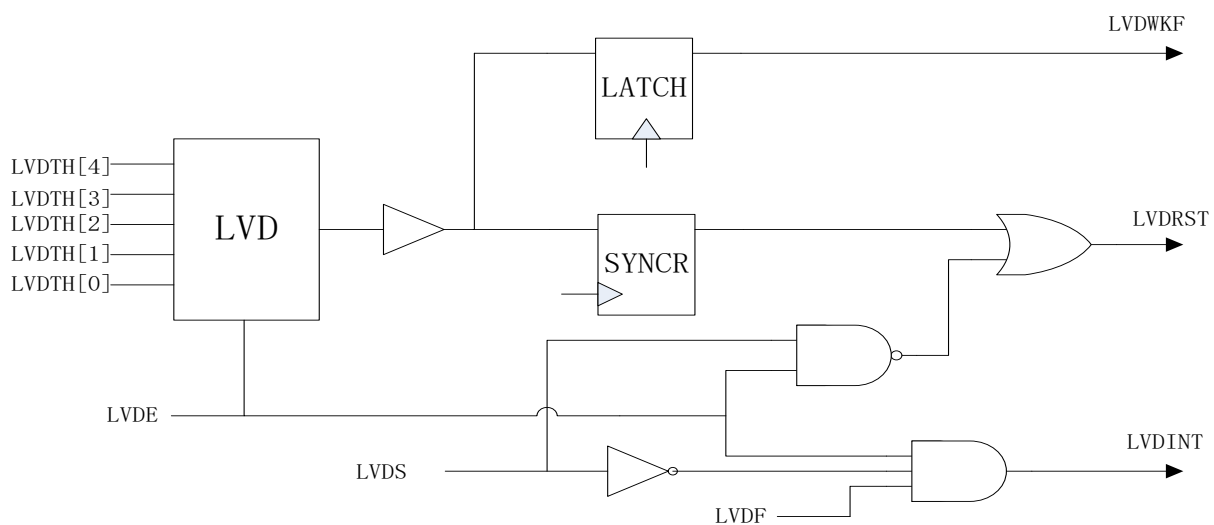 LVDWKF
LATCH
LVDTH[4]
LVDTH[3]
LVDTH[2]
LVDTH[1]
LVDTH[0]
LVD
SYNCR
LVDRST
LVDE
LVDS
LVDINT
LVDF